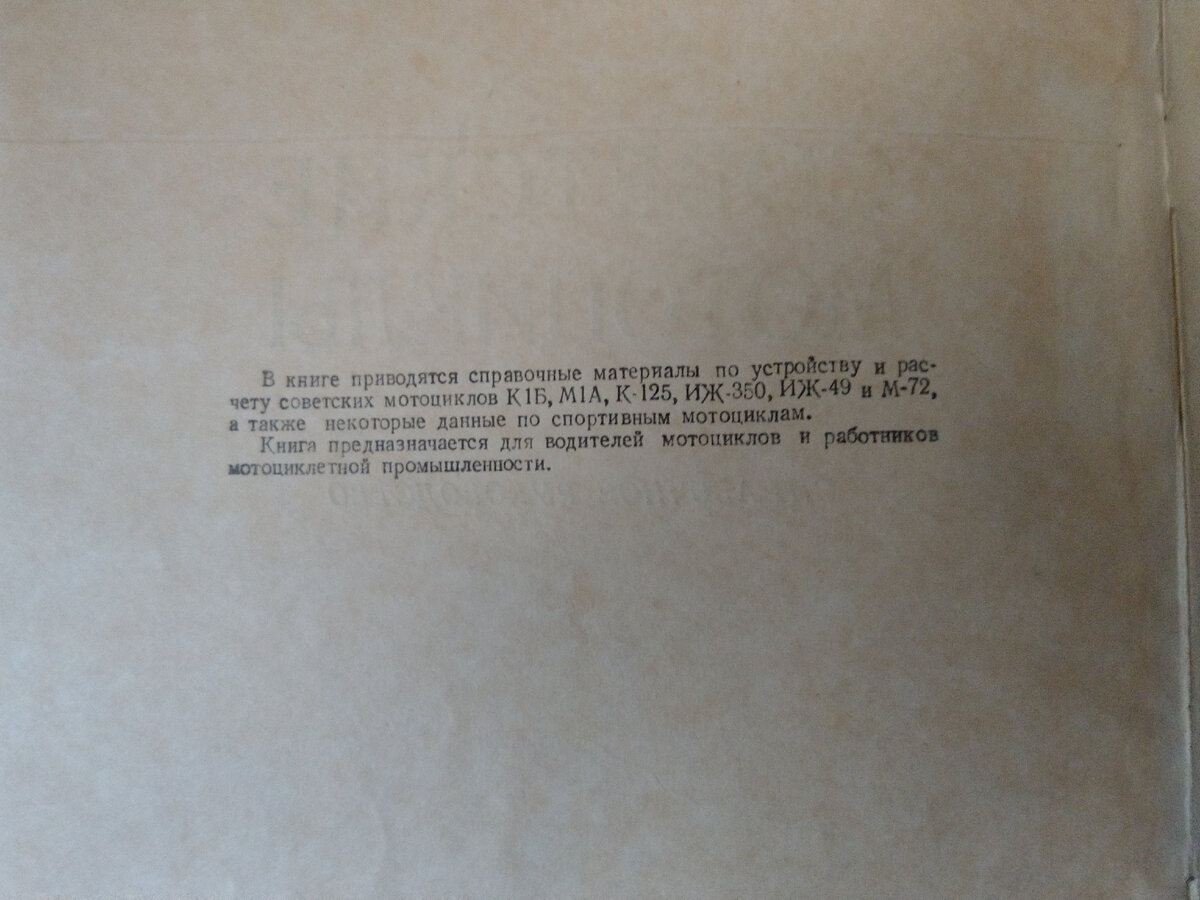 В книге приводятся справочные материалы по устройству и рас-
чету советских мотоциклов К1Б, М1А, К-125, ИЖ-350, ИЖ-49 и М-72,
а также некоторые данные по спортивным мотоциклам.
Книга предназначается для водителей мотоциклов и работников
мотоциклетной промышленности.